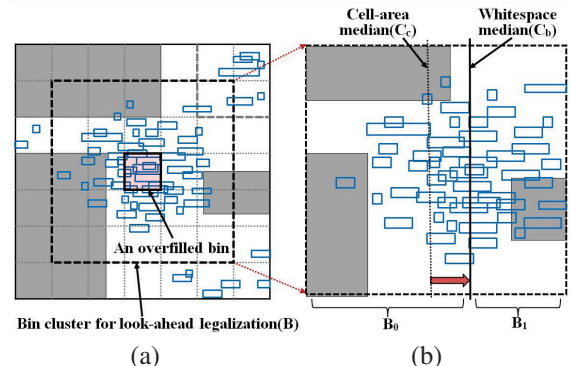 Cell-area
median(Cc)
Whitespace
median(Cb)
An overfilled bin
Bin cluster for look-ahead legalization(B)
B0
B1
(a)
(b)